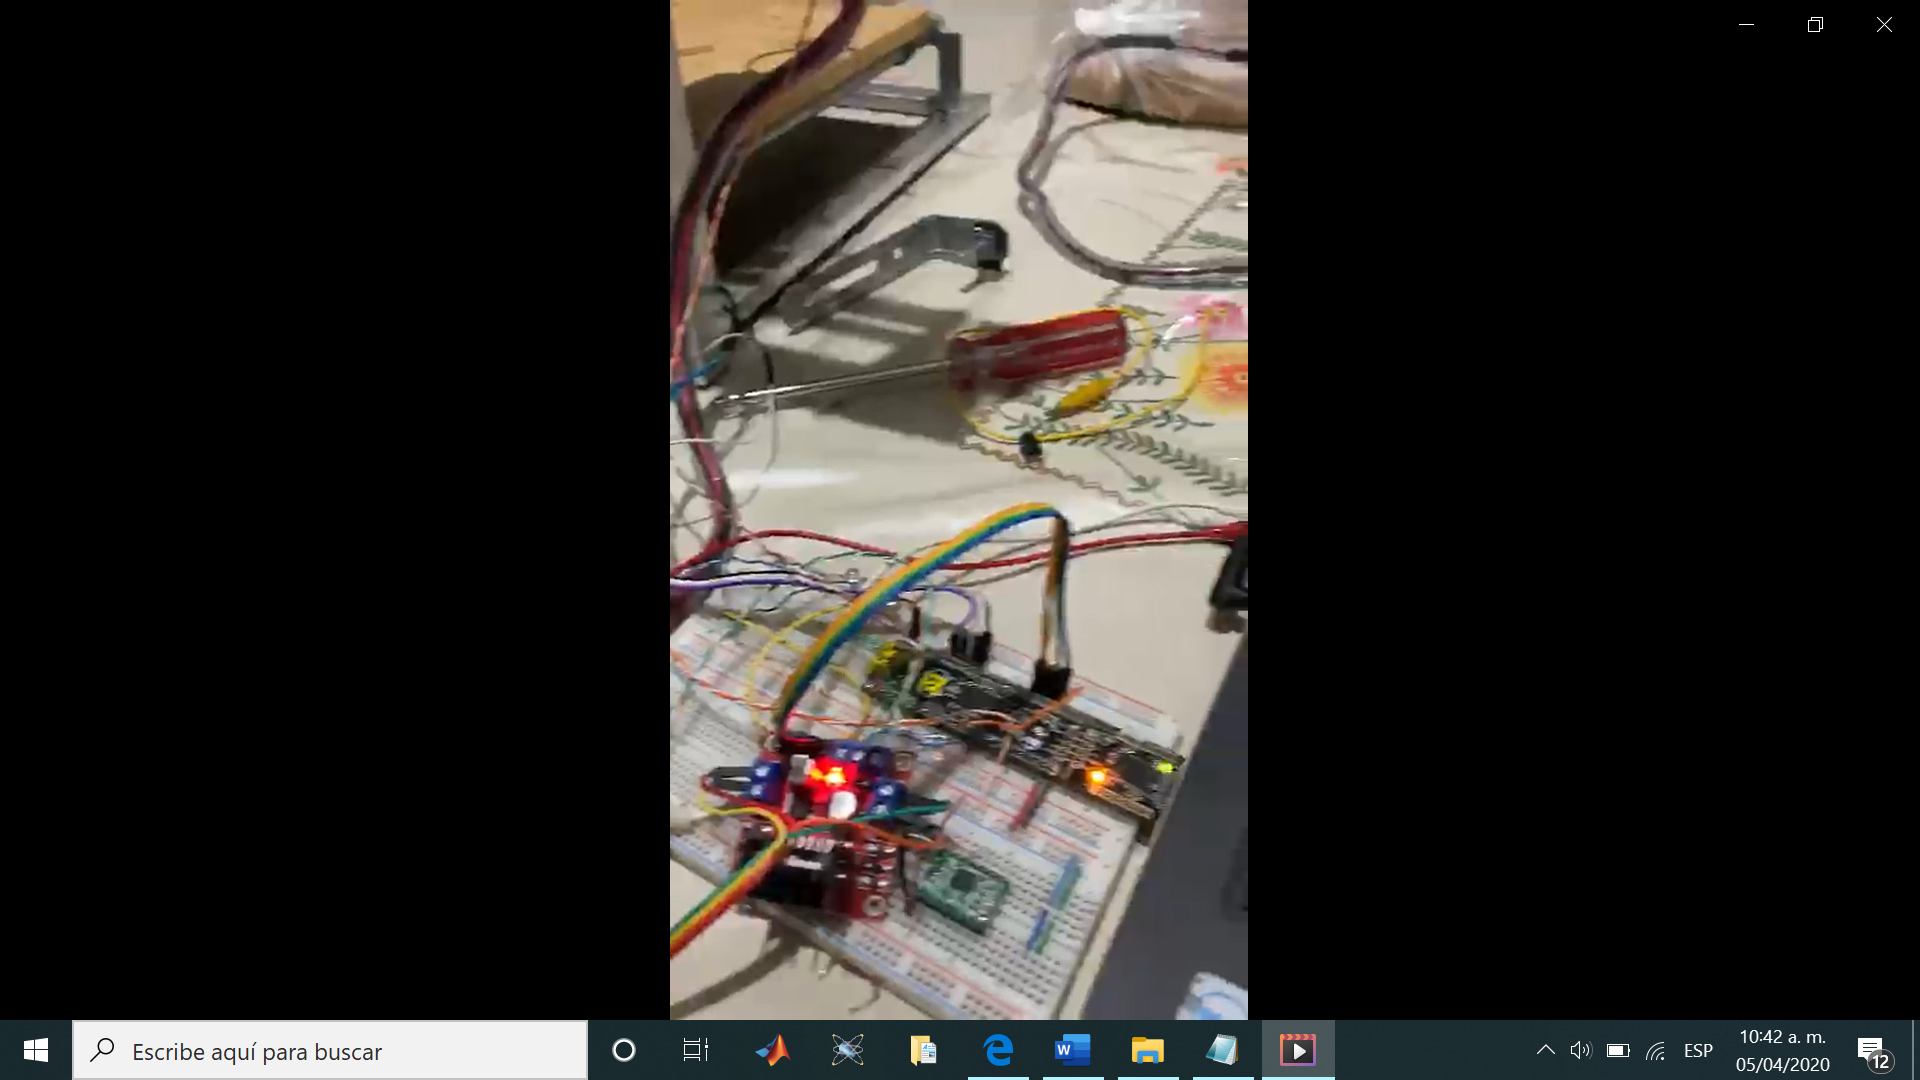 Escribe aquí para buscar
ESP
10:42 a. m.
05/04/2020
12